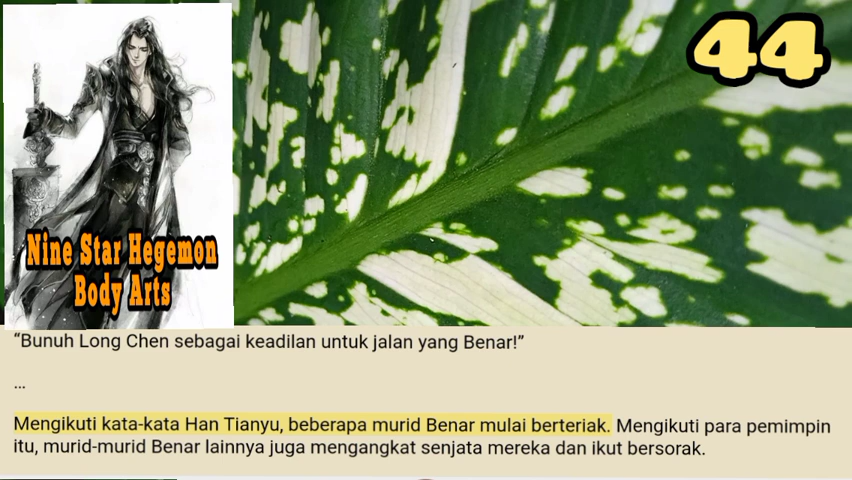 44
Nine Star Hegemon
Body Arts
“Bunuh Long Chen sebagai keadilan untuk jalan yang Benar!”
...
Mengikuti kata-kata Han Tianyu, beberapa murid Benar mulai berteriak. Mengikuti para pemimpin
itu, murid-murid Benar lainnya juga mengangkat senjata mereka dan ikut bersorak.